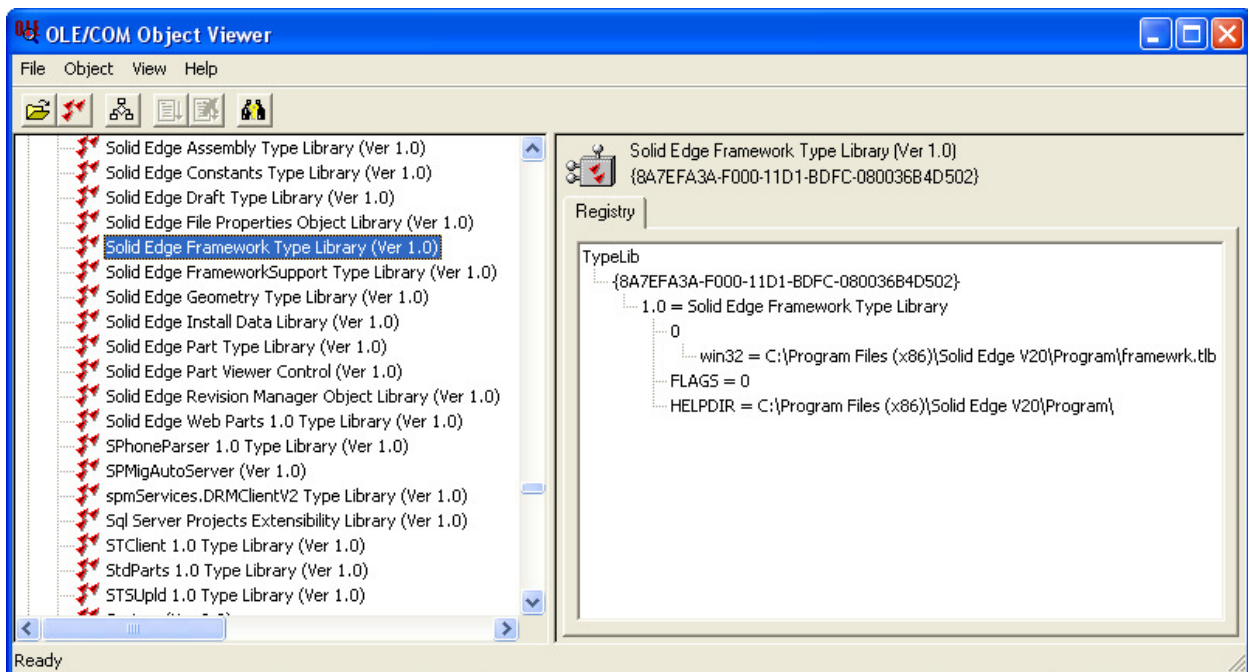 OLE/COM Object Viewer
File Object View Help
Solid Edge Assembly Type Library (Ver 1.0)
Solid Edge Constants Type Library (Ver 1.0)
Solid Edge Draft Type Library (Ver 1.0)
Solid Edge File Properties Object Library (Ver 1.0)
Solid Edge Framework Type Library (Ver 1.0)
Solid Edge FrameworkSupport Type Library (Ver 1.0)
Solid Edge Geometry Type Library (Ver 1.0)
Solid Edge Install Data Library (Ver 1.0)
Solid Edge Part Type Library (Ver 1.0)
Solid Edge Part Viewer Control (Ver 1.0)
Solid Edge Revision Manager Object Library (Ver 1.0)
Solid Edge Web Parts 1.0 Type Library (Ver 1.0)
SPhoneParser 1.0 Type Library (Ver 1.0)
SPMigAutoServer (Ver 1.0)
spmServices.DRMClientV2 Type Library (Ver 1.0)
Sql Server Projects Extensibility Library (Ver 1.0)
STClient 1.0 Type Library (Ver 1.0)
StdParts 1.0 Type Library (Ver 1.0)
STSUpld 1.0 Type Library (Ver 1.0)
Solid Edge Framework Type Library (Ver 1.0)
{8A7EFA3A-F000-11D1-BDFC-080036B4D502}
Registry
TypeLib
{8A7EFA3A-F000-11D1-BDFC-080036B4D502}
1.0 = Solid Edge Framework Type Library
0
win32 = C:\Program Files (x86)\Solid Edge V20\Program\framewrk.tlb
FLAGS = 0
HELPDIR = C:\Program Files (x86)\Solid Edge V20\Program\
Ready